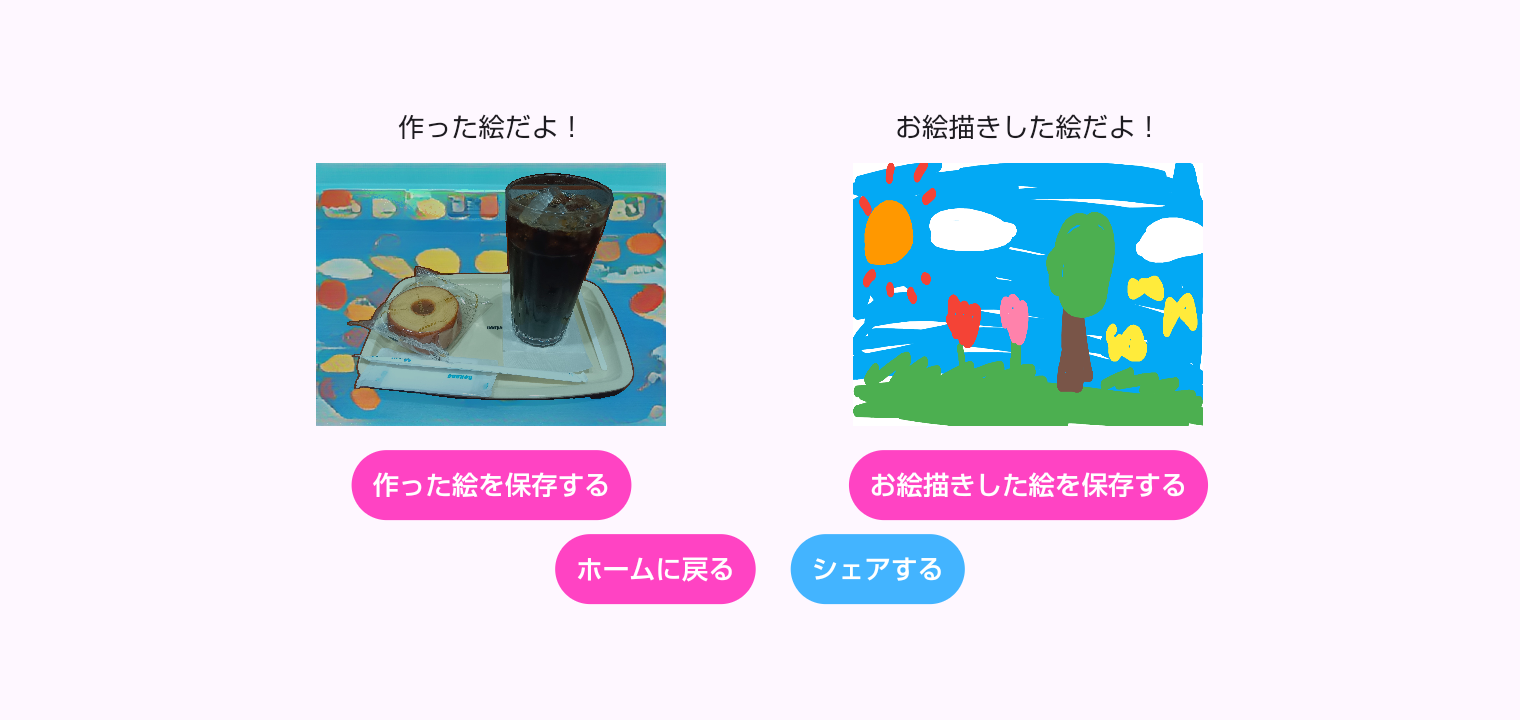 作った絵だよ！
お絵描きした絵だよ！
作った絵を保存する
お絵描きした絵を保存する
ホームに戻る
シェアする